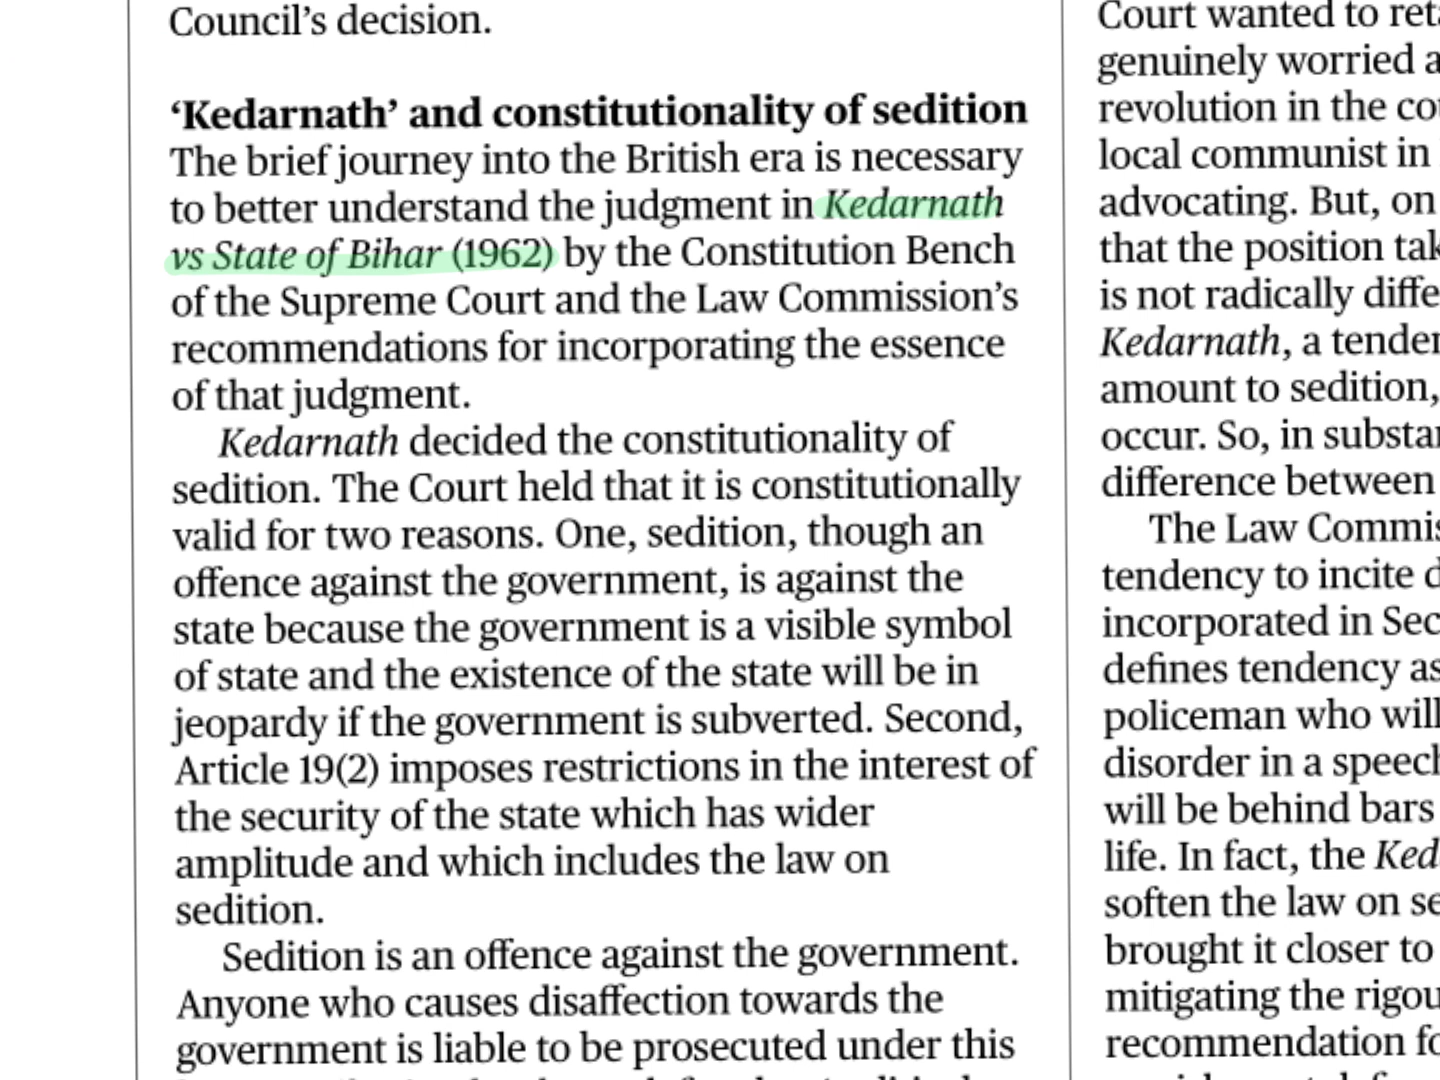 Council’s decision.
‘Kedarnath’ and constitutionality of sedition
The brief journey into the British era is necessary
to better understand the judgment in Kedarnath
vs State of Bihar (1962) by the Constitution Bench
of the Supreme Court and the Law Commission’s
recommendations for incorporating the essence
of that judgment.
Kedarnath decided the constitutionality of
sedition. The Court held that it is constitutionally
valid for two reasons. One, sedition, though an
offence against the government, is against the
state because the government is a visible symbol
of state and the existence of the state will be in
jeopardy if the government is subverted. Second,
Article 19(2) imposes restrictions in the interest of
the security of the state which has wider
amplitude and which includes the law on
sedition.
Sedition is an offence against the government.
Anyone who causes disaffection towards the
government is liable to be prosecuted under this
Court wanted to
genuinely worried
revolution in the
local communist in
advocating. But, on
that the position
is not radically
Kedarnath, a
amount to sedition,
occur. So, in
difference between
The Law
tendency to incite
incorporated in
defines tendency as
policeman who will
disorder in a
will be behind bars
life. In fact, the
soften the law on
brought it closer to
mitigating the
recommendation